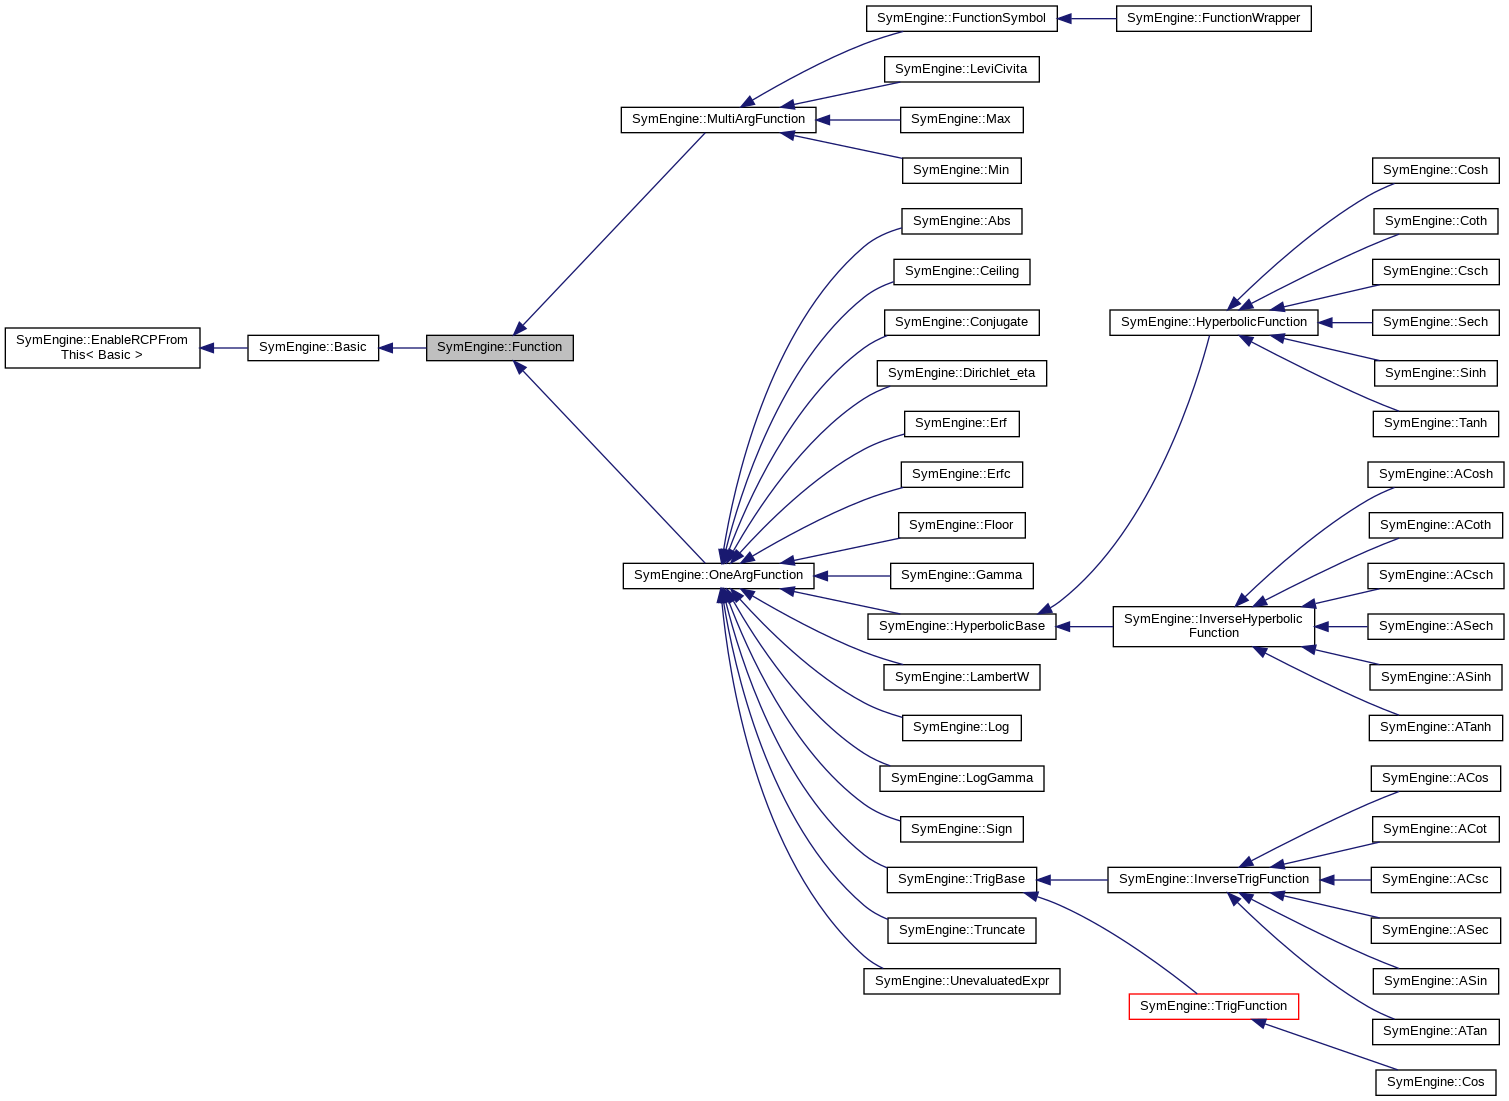 SymEngine::EnableRCPFrom
This< Basic >
SymEngine::Basic
SymEngine::Function
SymEngine::MultiArgFunction
SymEngine::OneArgFunction
SymEngine::FunctionSymbol
SymEngine::LeviCivita
SymEngine::Max
SymEngine::Min
SymEngine::Abs
SymEngine::Ceiling
SymEngine::Conjugate
SymEngine::Dirichlet_eta
SymEngine::Erf
SymEngine::Erfc
SymEngine::Floor
SymEngine::Gamma
SymEngine::HyperbolicBase
SymEngine::LambertW
SymEngine::Log
SymEngine::LogGamma
SymEngine::Sign
SymEngine::TrigBase
SymEngine::Truncate
SymEngine::UnevaluatedExpr
SymEngine::FunctionWrapper
SymEngine::HyperbolicFunction
SymEngine::InverseHyperbolic
Function
SymEngine::InverseTrigFunction
SymEngine::TrigFunction
SymEngine::Cosh
SymEngine::Coth
SymEngine::Csch
SymEngine::Sech
SymEngine::Sinh
SymEngine::Tanh
SymEngine::ACosh
SymEngine::ACoth
SymEngine::ACsch
SymEngine::ASech
SymEngine::ASinh
SymEngine::ATanh
SymEngine::ACos
SymEngine::ACot
SymEngine::ACsc
SymEngine::ASec
SymEngine::ASin
SymEngine::ATan
SymEngine::Cos